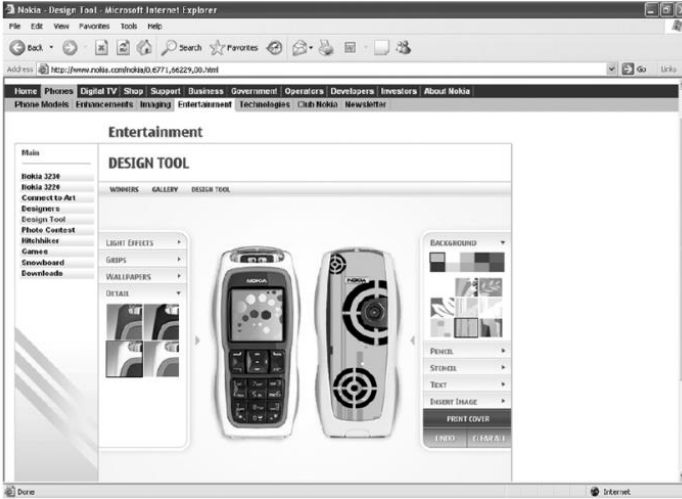 Nokia - Design Tool - Microsoft Internet Explorer
File Edit View Favorites Tools Help
Back Search Favorites
Address http://www.nokia.com/nokia/0,6771,66229,00.html Go Links
Home Phones Digital TV Shop Support Business Government Operators Developers Investors About Nokia
Phone Models Enhancements Imaging Entertainment Technologies Club Nokia Newsletter
Entertainment
Main
Nokia 3230
Nokia 3220
Connect to Art
Designers
Design Tool
Photo Contest
Hitchhiker
Games
Snowboard
Downloads
DESIGN TOOL
WINNERS GALLERY DESIGN TOOL
LIGHT EFFECTS
GRIPS
WALLPAPERS
DETAIL
NOKIA
NOKIA
BACKGROUND
PENCIL
STENCIL
TEXT
INSERT IMAGE
PRINT COVER
UNDO CLEAR ALL
Done Internet